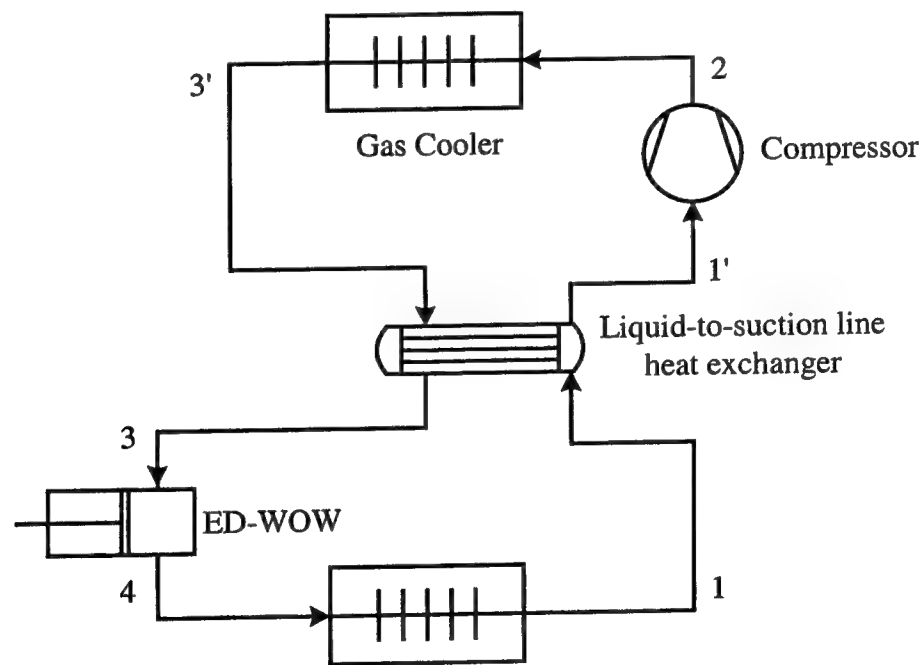 3'
2
Gas Cooler
Compressor
1'
Liquid-to-suction line
heat exchanger
3
ED-WOW
4
1